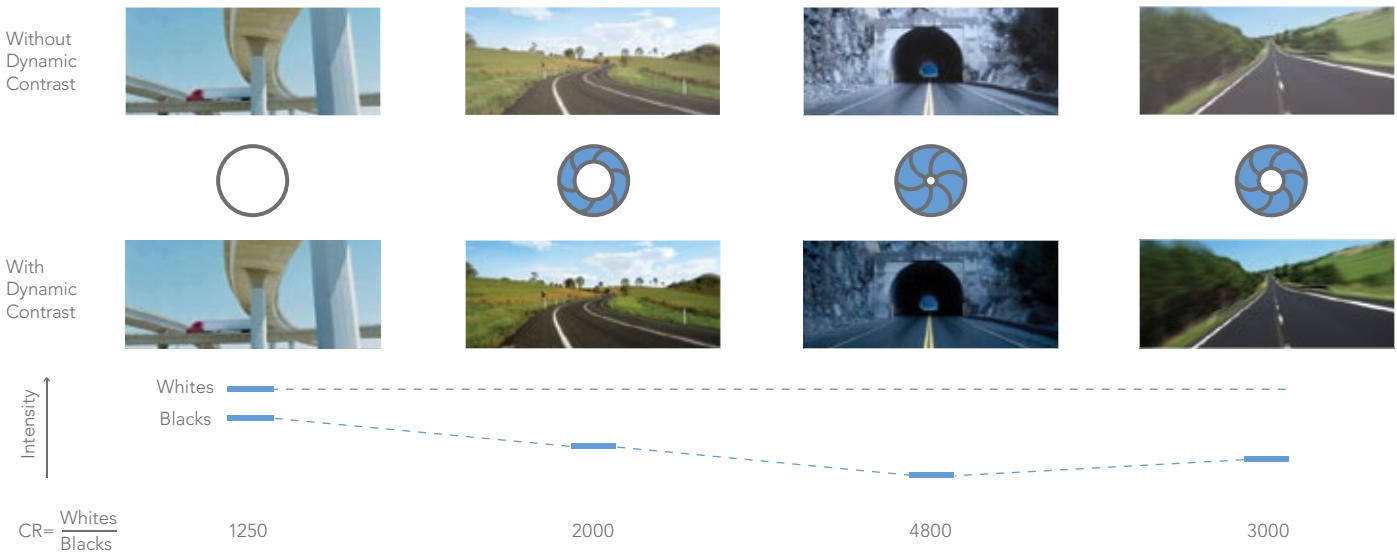 Without
Dynamic
Contrast
With
Dynamic
Contrast
Intensity
Whites
Blacks
CR= Whites
Blacks
1250 2000 4800 3000